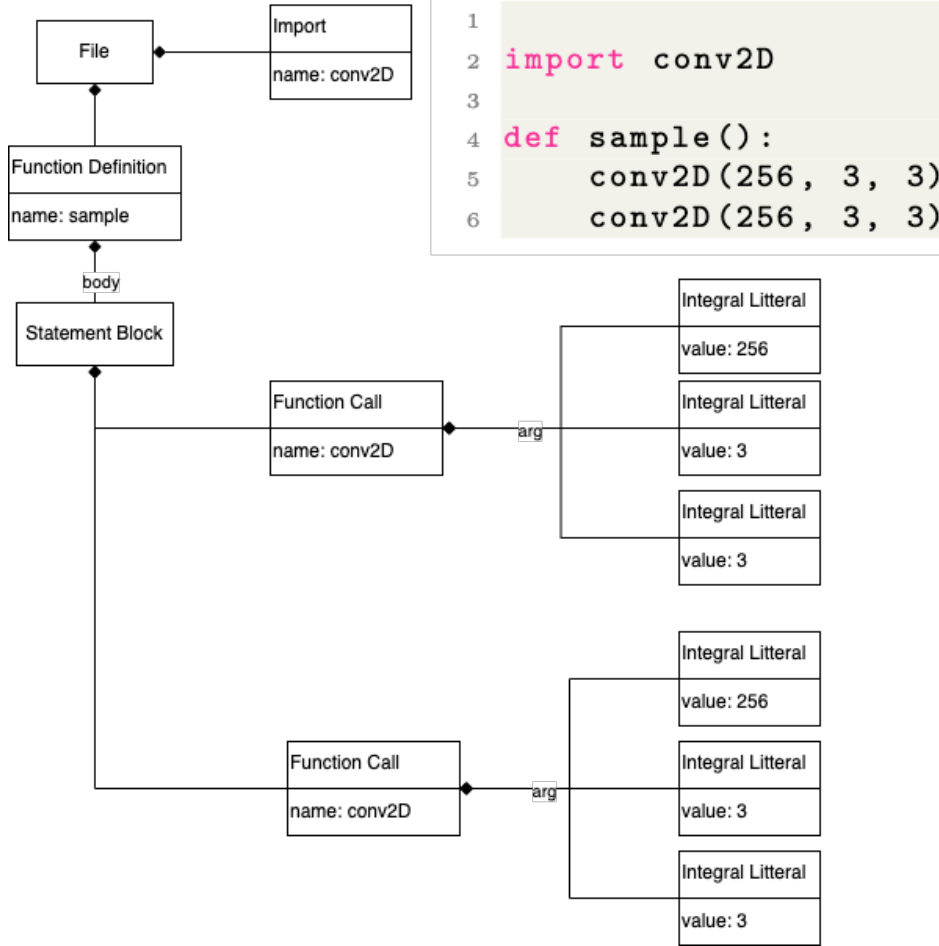 File
Import
name: conv2D
1
2 import conv2D
3
4 def sample():
5 conv2D(256, 3, 3)
6 conv2D(256, 3, 3)
Function Definition
name: sample
body
Statement Block
Function Call
name: conv2D
arg
Integral Litteral
value: 256
Integral Litteral
value: 3
Integral Litteral
value: 3
Function Call
name: conv2D
arg
Integral Litteral
value: 256
Integral Litteral
value: 3
Integral Litteral
value: 3